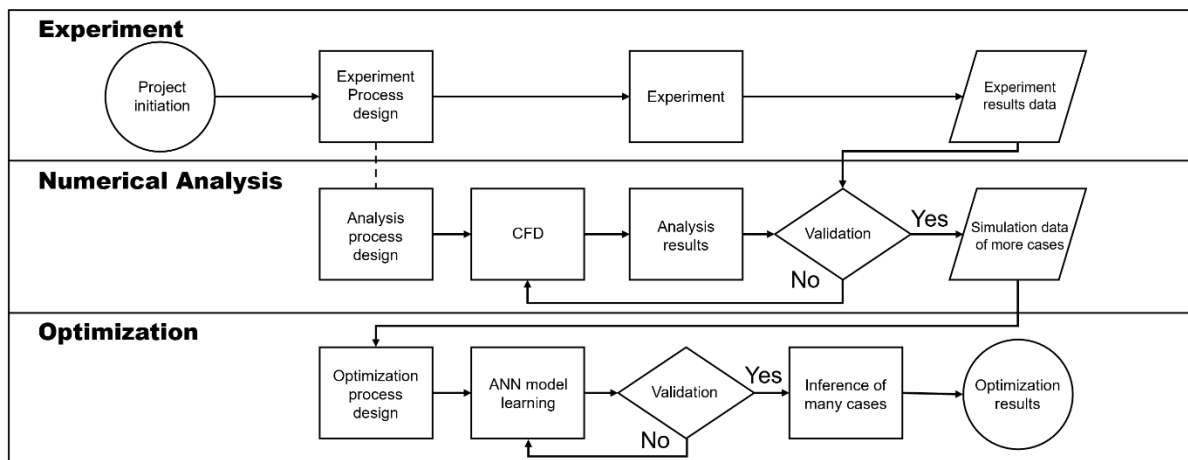 Experiment
Project
initiation
Experiment
Process
design
Experiment
Experiment
results data
Numerical Analysis
Analysis
process
design
CFD
Analysis
results
Validation
Yes
No
Simulation data
of more cases
Optimization
Optimization
process
design
ANN model
learning
Validation
Yes
No
Inference of
many cases
Optimization
results